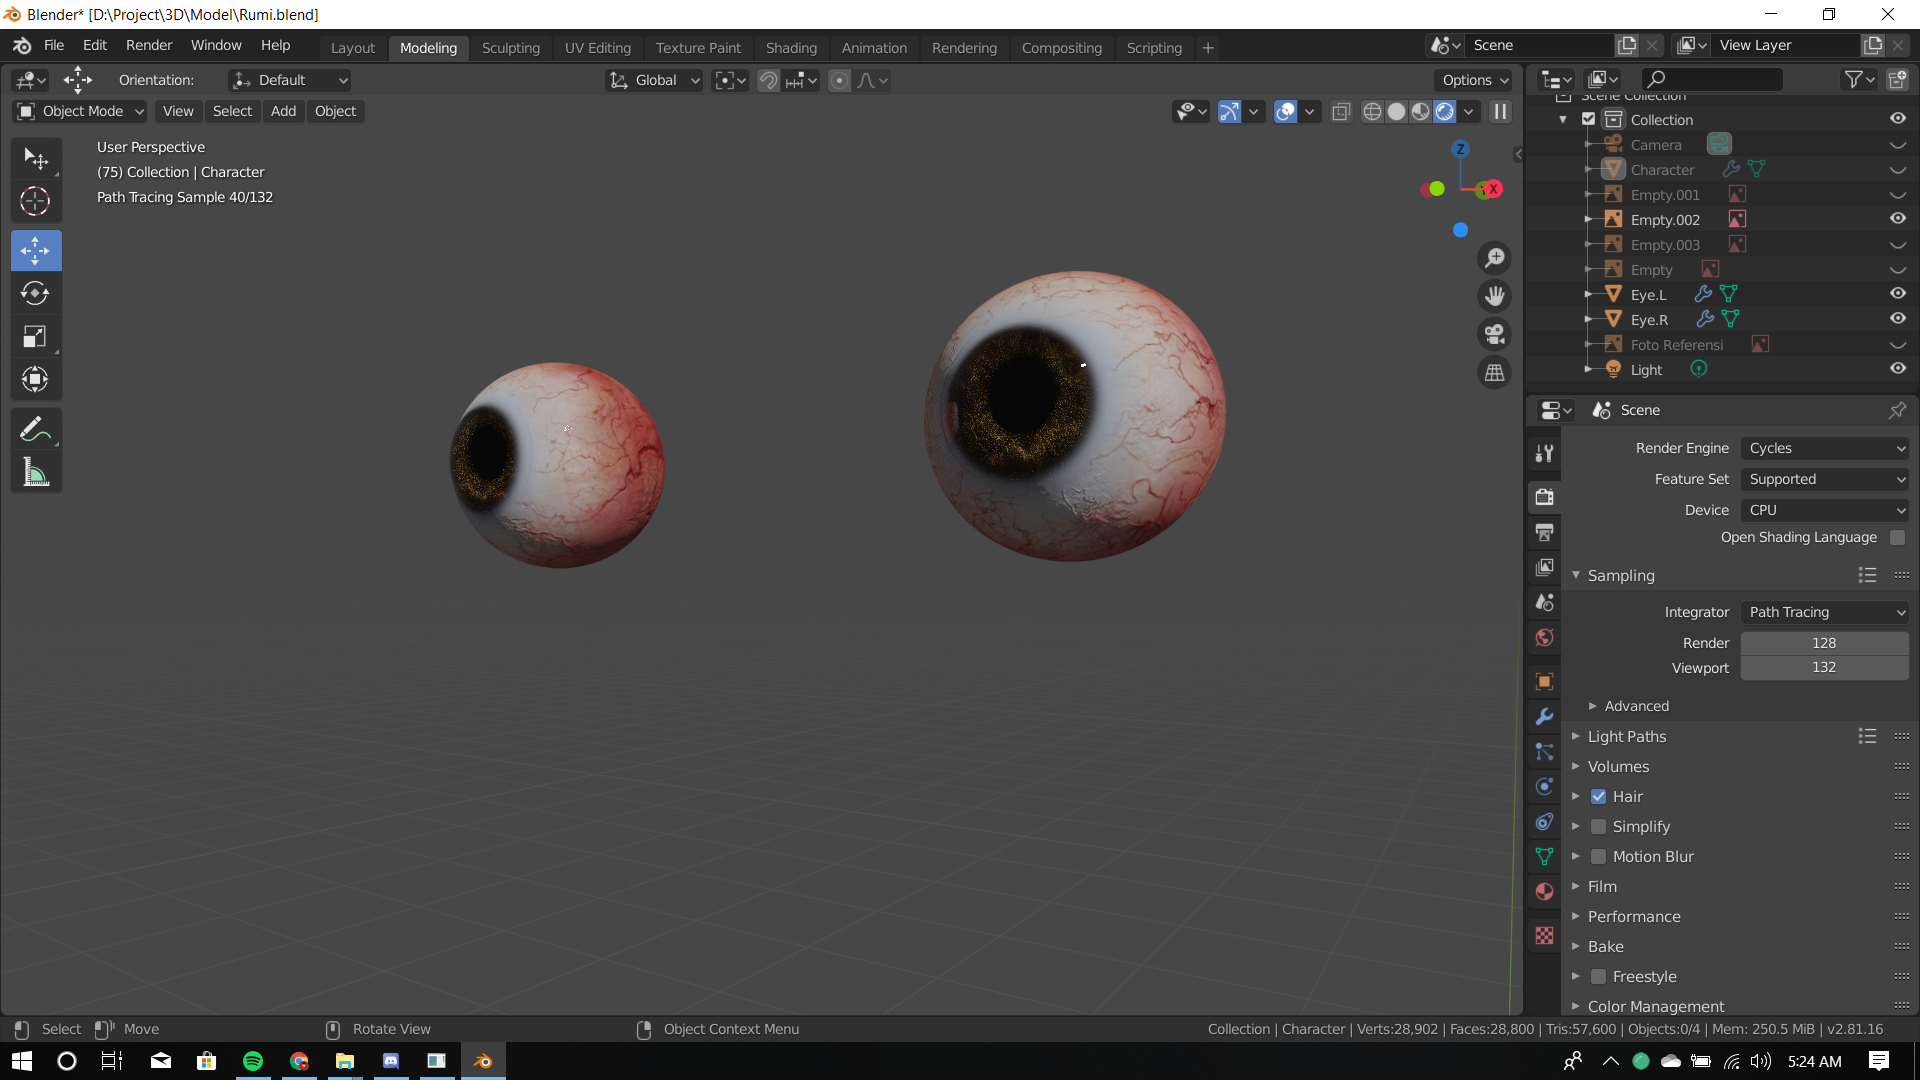 Blender* [D:\Project\3D\Model\Rumi.blend]
File Edit Render Window Help Layout Modeling Sculpting UV Editing Texture Paint Shading Animation Rendering Compositing Scripting + Scene View Layer
Orientation: Default Global Options
Object Mode View Select Add Object
User Perspective
(75) Collection | Character
Path Tracing Sample 40/132
Z
X
Scene Collection
Collection
Camera
Character
Empty.001
Empty.002
Empty.003
Empty
Eye.L
Eye.R
Foto Referensi
Light
Scene
Render Engine Cycles
Feature Set Supported
Device CPU
Open Shading Language
Sampling
Integrator Path Tracing
Render 128
Viewport 132
Advanced
Light Paths
Volumes
Hair
Simplify
Motion Blur
Film
Performance
Bake
Freestyle
Color Management
Select Move Rotate View Object Context Menu Collection | Character | Verts:28,902 | Faces:28,800 | Tris:57,600 | Objects:0/4 | Mem: 250.5 MiB | v2.81.16
5:24 AM